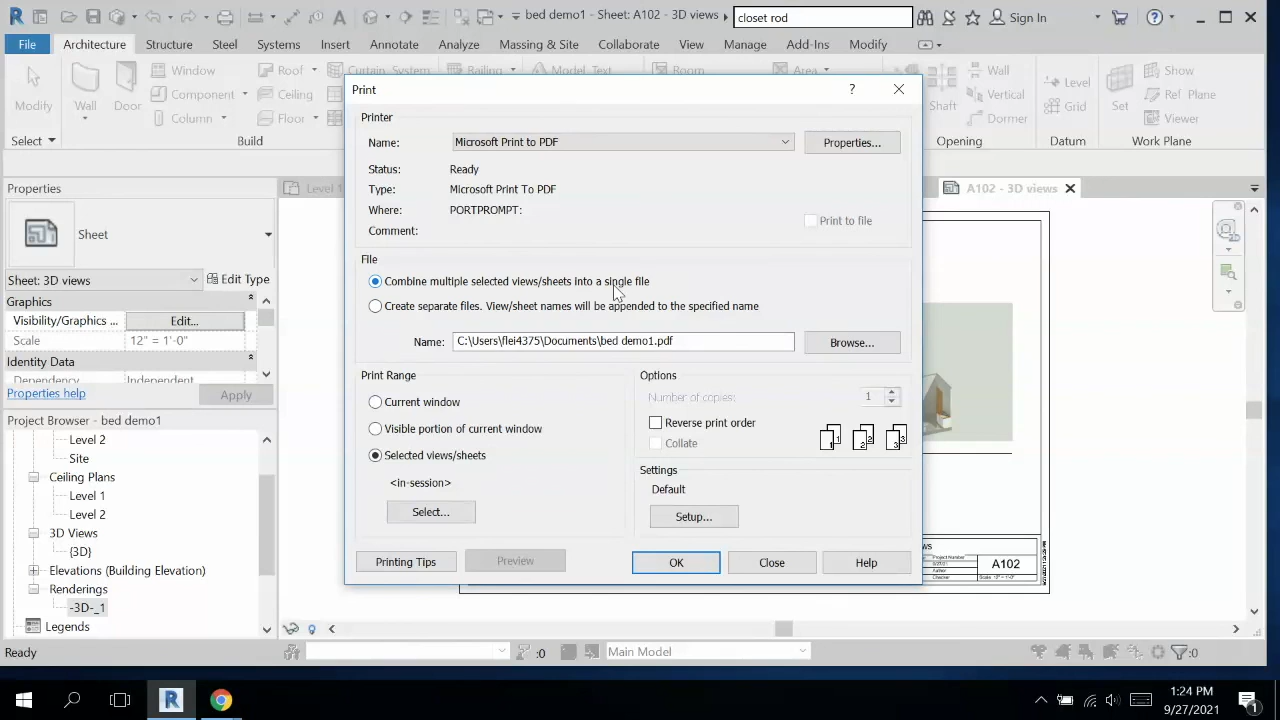 bed demo1 - Sheet: A102 - 3D views
closet rod
Sign In
File
Architecture
Structure
Steel
Systems
Insert
Annotate
Analyze
Massing & Site
Collaborate
View
Manage
Add-Ins
Modify
Modify
Wall
Door
Window
Component
Column
Roof
Ceiling
Floor
Curtain System
Railing
Model Text
Room
Area
Shaft
Wall
Vertical
Dormer
Level
Grid
Set
Show
Ref Plane
Viewer
Select
Build
Opening
Datum
Work Plane
Properties
Sheet
Sheet: 3D views
Edit Type
Graphics
Visibility/Graphics ...
Edit...
Scale
12" = 1'-0"
Identity Data
Dependency
Independent
Properties help
Apply
Project Browser - bed demo1
Level 2
Site
Ceiling Plans
Level 1
Level 2
3D Views
{3D}
Elevations (Building Elevation)
Renderings
-3D-_1
Legends
Level 1
A102 - 3D views
Print
Printer
Name:
Microsoft Print to PDF
Properties...
Status:
Ready
Type:
Microsoft Print To PDF
Where:
PORTPROMPT:
Comment:
Print to file
File
Combine multiple selected views/sheets into a single file
Create separate files. View/sheet names will be appended to the specified name
Name:
C:\Users\flei4375\Documents\bed demo1.pdf
Browse...
Print Range
Current window
Visible portion of current window
Selected views/sheets
<in-session>
Select...
Options
Number of copies:
1
Reverse print order
Collate
Settings
Default
Setup...
Printing Tips
Preview
OK
Close
Help
A102
Ready
:0
Main Model
:0
1:24 PM
9/27/2021
1